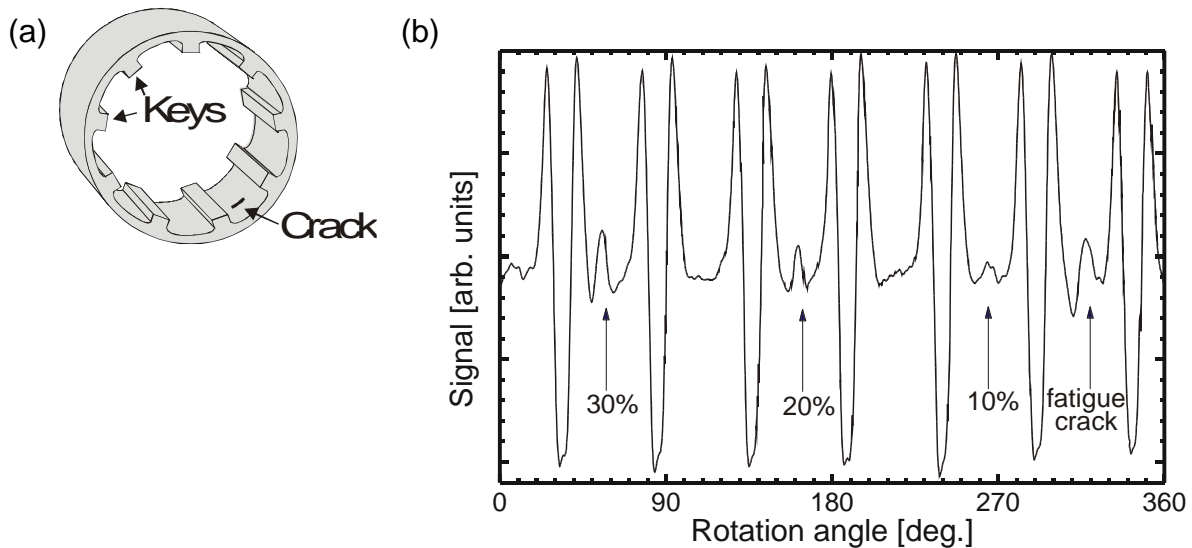 (a)
Keys
Crack
(b)
Signal [arb. units]
30%
20%
10%
fatigue
crack
0 90 180 270 360
Rotation angle [deg.]